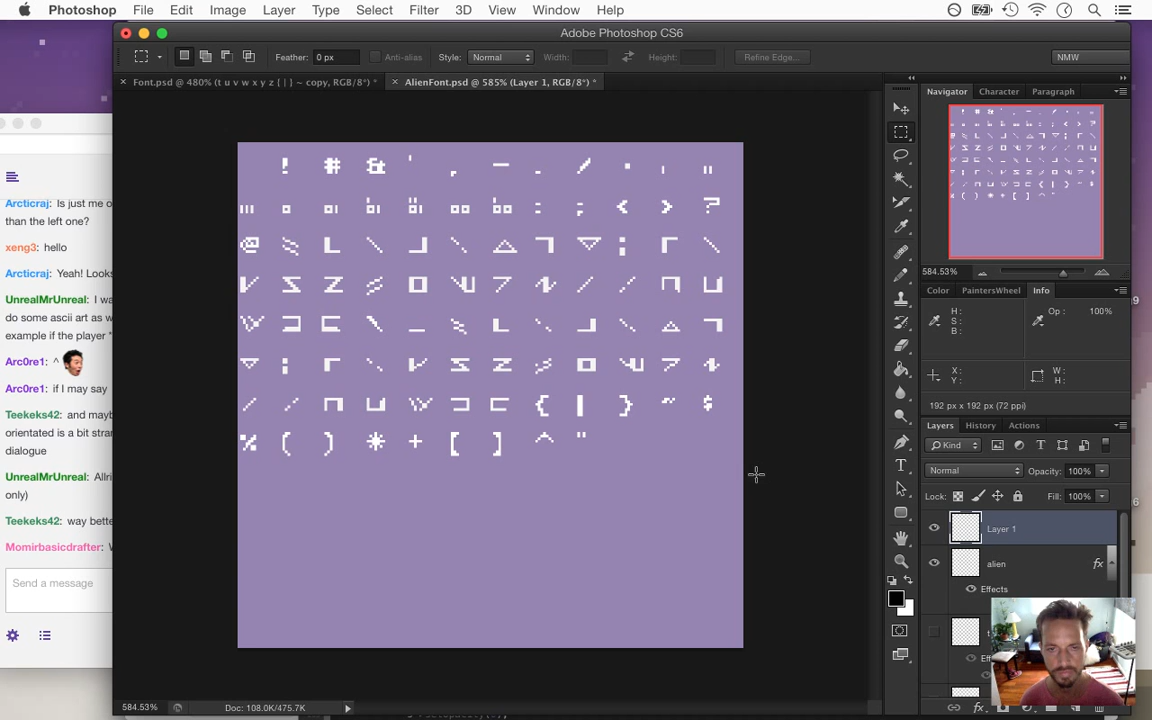 Photoshop File Edit Image Layer Type Select Filter 3D View Window Help
Adobe Photoshop CS6
Feather: 0 px Anti-alias Style: Normal Width: Height: Refine Edge... NMW
× Font.psd @ 480% (t u v w x y z { | } ~ copy, RGB/8*) * × AlienFont.psd @ 585% (Layer 1, RGB/8*) *
Arcticraj: Is just me o
than the left one?
xeng3: hello
Arcticraj: Yeah! Looks
UnrealMrUnreal: I wa
do some ascii art as w
example if the player "
Arc0re1: ^
Arc0re1: if I may say
Teekeks42: and mayb
orientated is a bit stran
dialogue
UnrealMrUnreal: Allri
only)
Teekeks42: way bette
Momirbasicdrafter: W
Send a message
! # & ' , – . /
: ; < > ?
@
{ | } ~ $
% ( ) * + [ ] ^ "
Navigator Character Paragraph
584.53%
Color PaintersWheel Info
H:
S:
B:
Op: 100%
X:
Y:
W:
H:
192 px x 192 px (72 ppi)
Layers History Actions
Kind
Normal Opacity: 100%
Lock: Fill: 100%
Layer 1
alien fx
Effects
584.53% Doc: 108.0K/475.7K